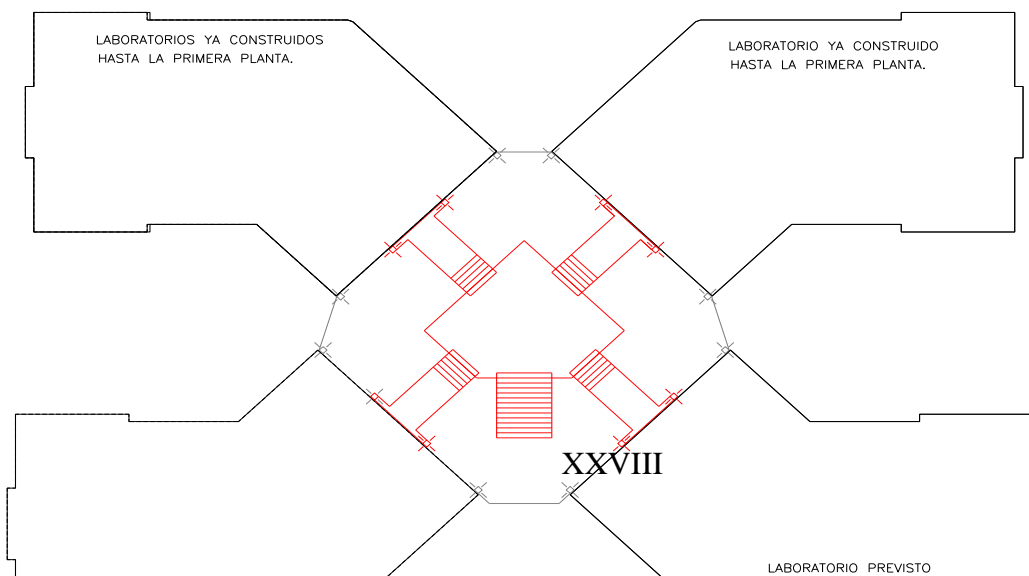 LABORATORIOS YA CONSTRUIDOS
HASTA LA PRIMERA PLANTA.
LABORATORIO YA CONSTRUIDO
HASTA LA PRIMERA PLANTA.
XXVIII
LABORATORIO PREVISTO